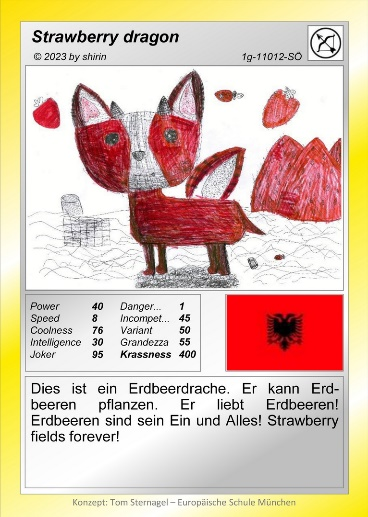 Strawberry dragon
© 2023 by shirin 1g-11012-SÖ
Power 40 Danger... 1
Speed 8 Incompet... 45
Coolness 76 Variant 50
Intelligence 30 Grandezza 55
Joker 95 Krassness 400
Dies ist ein Erdbeerdrache. Er kann Erd-
beeren pflanzen. Er liebt Erdbeeren!
Erdbeeren sind sein Ein und Alles! Strawberry
fields forever!
Konzept: Tom Sternagel – Europäische Schule München